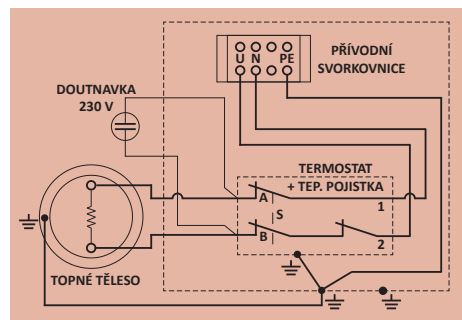 U N PE
PŘÍVODNÍ
SVORKOVNICE
DOUTNAVKA
230 V
TERMOSTAT
+ TEP. POJISTKA
A
1
S
B
2
TOPNÉ TĚLESO